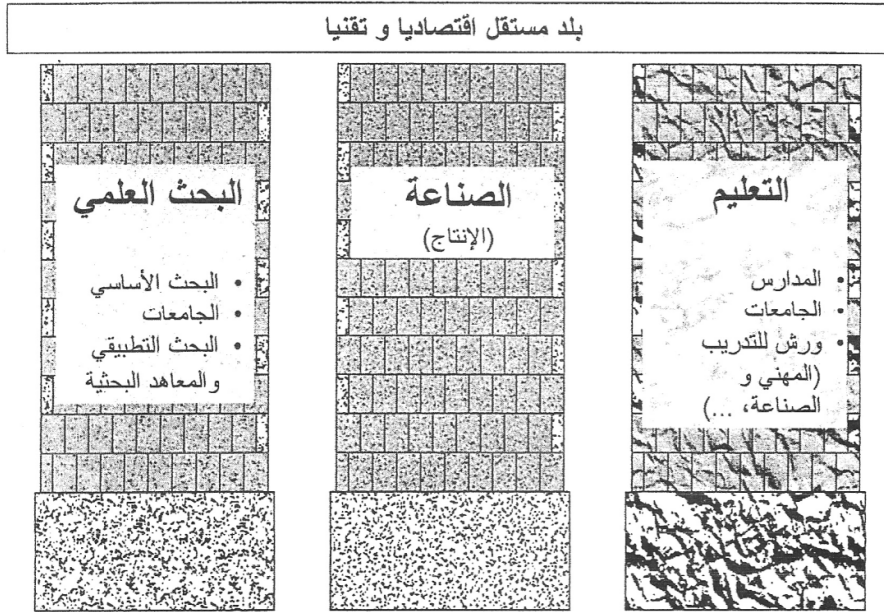 بلد مستقل اقتصاديا و تقنيا
التعليم
• المدارس
• الجامعات
• ورش للتدريب
(المهني و
الصناعة، ...)
الصناعة
(الإنتاج)
البحث العلمي
• البحث الأساسي
• الجامعات
• البحث التطبيقي
والمعاهد البحثية